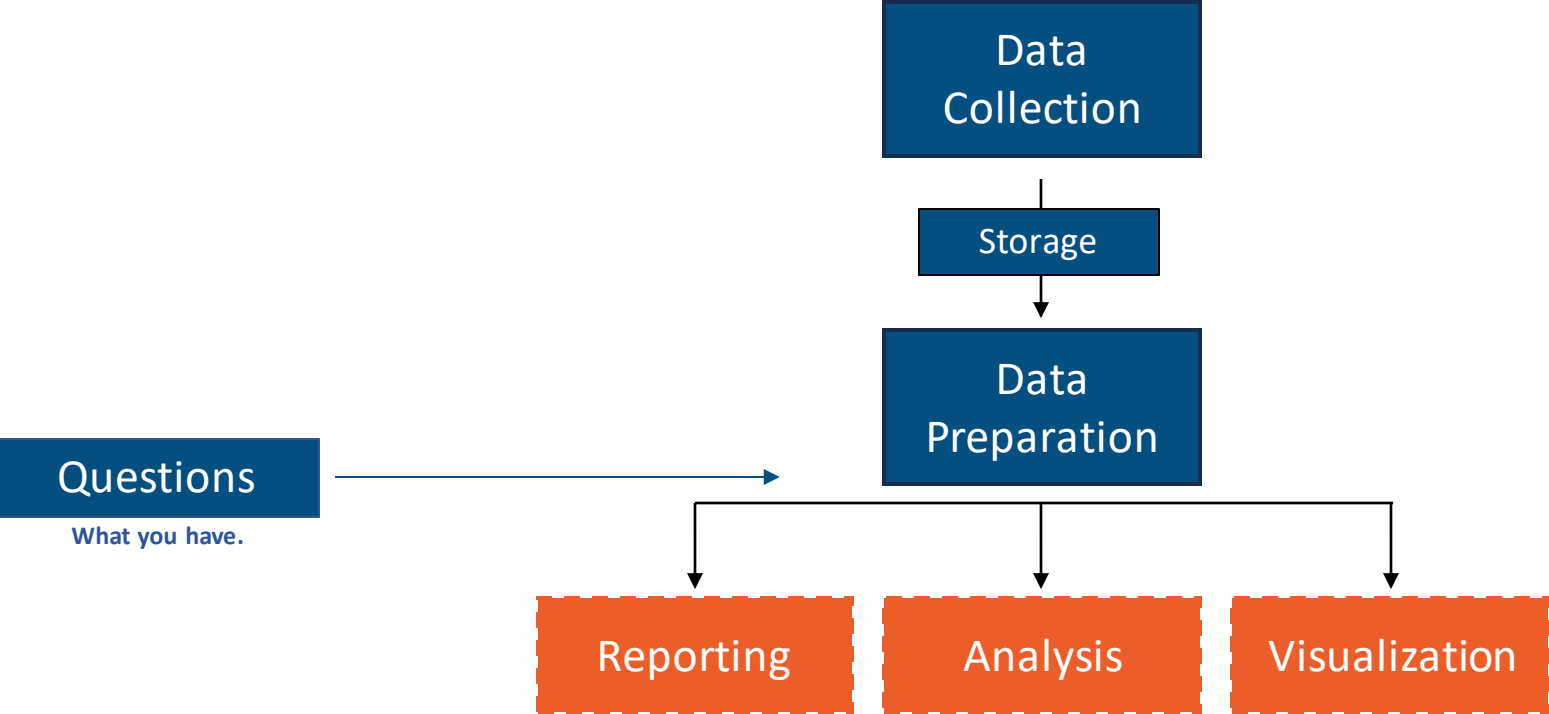 Data
Collection
Storage
Data
Preparation
Questions
What you have.
Reporting
Analysis
Visualization